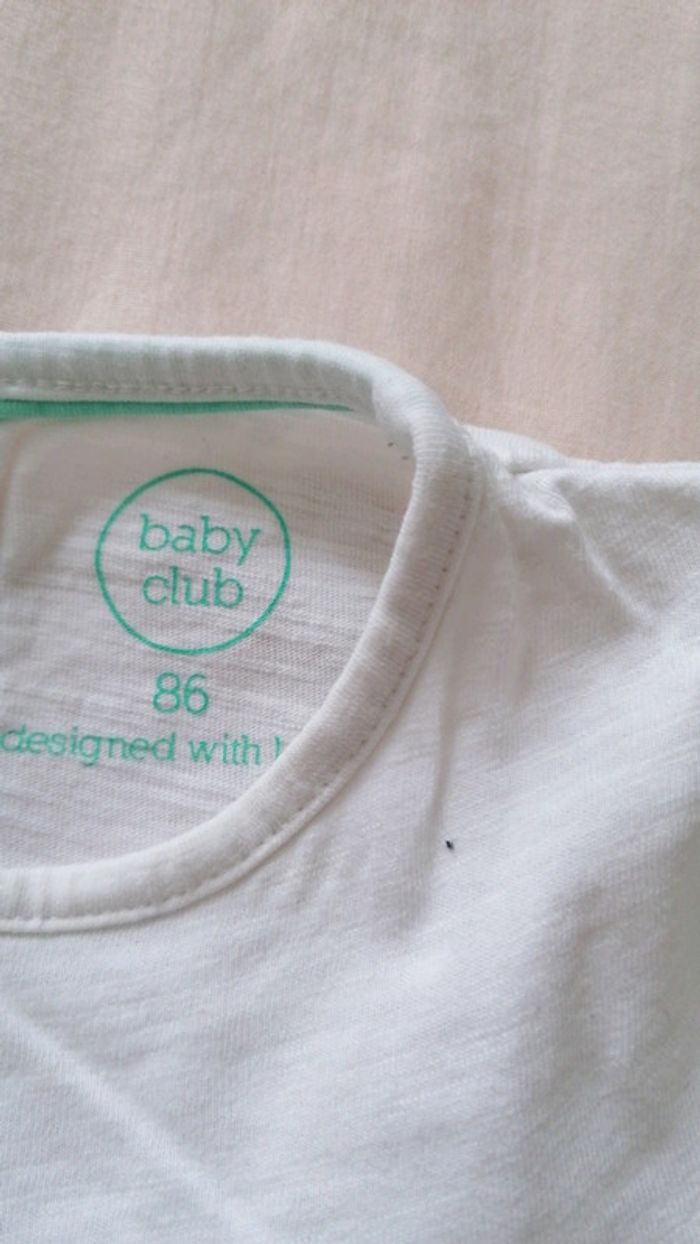 baby
club
86
designed with